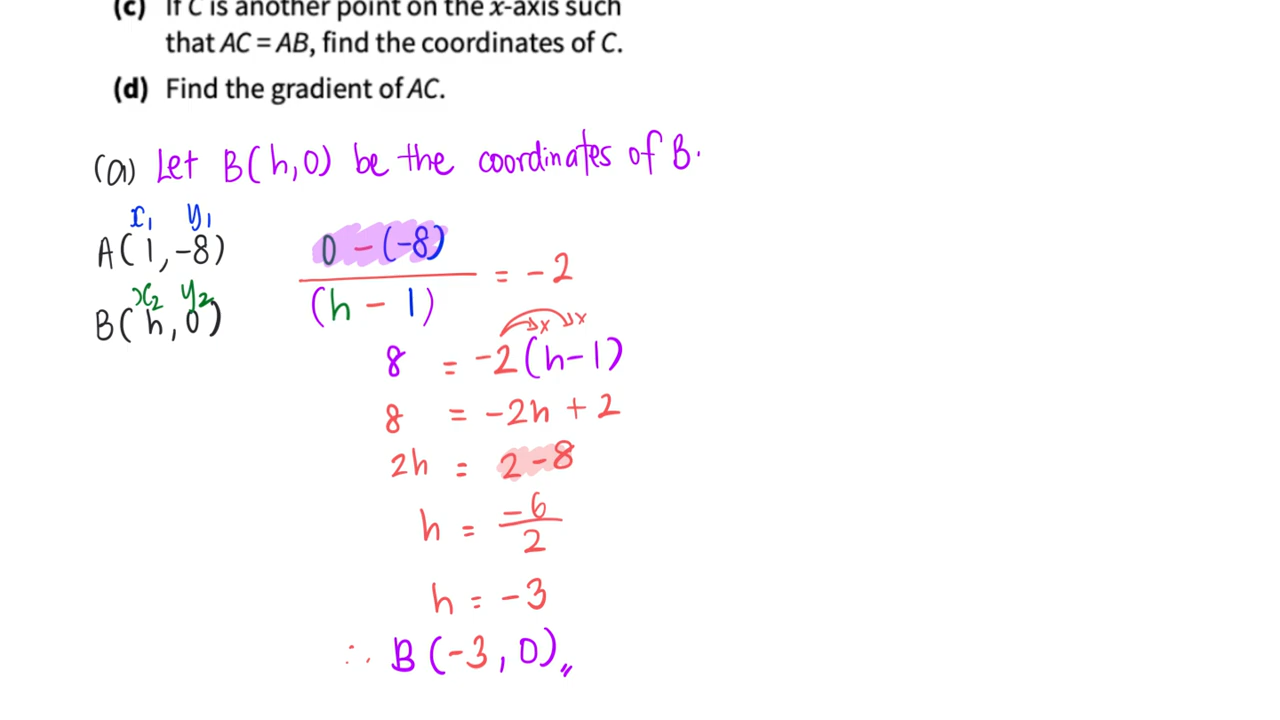 (c) If C is another point on the x-axis such
that AC = AB, find the coordinates of C.
(d) Find the gradient of AC.
(a) Let B(h,0) be the coordinates of B.
x₁ y₁
A(1,-8)
x₂ y₂
B(h,0)
0 - (-8)
(h - 1)
= -2
x x
8 = -2(h-1)
8 = -2h + 2
2h = 2-8
h = -6
2
h = -3
∴ B(-3,0)„